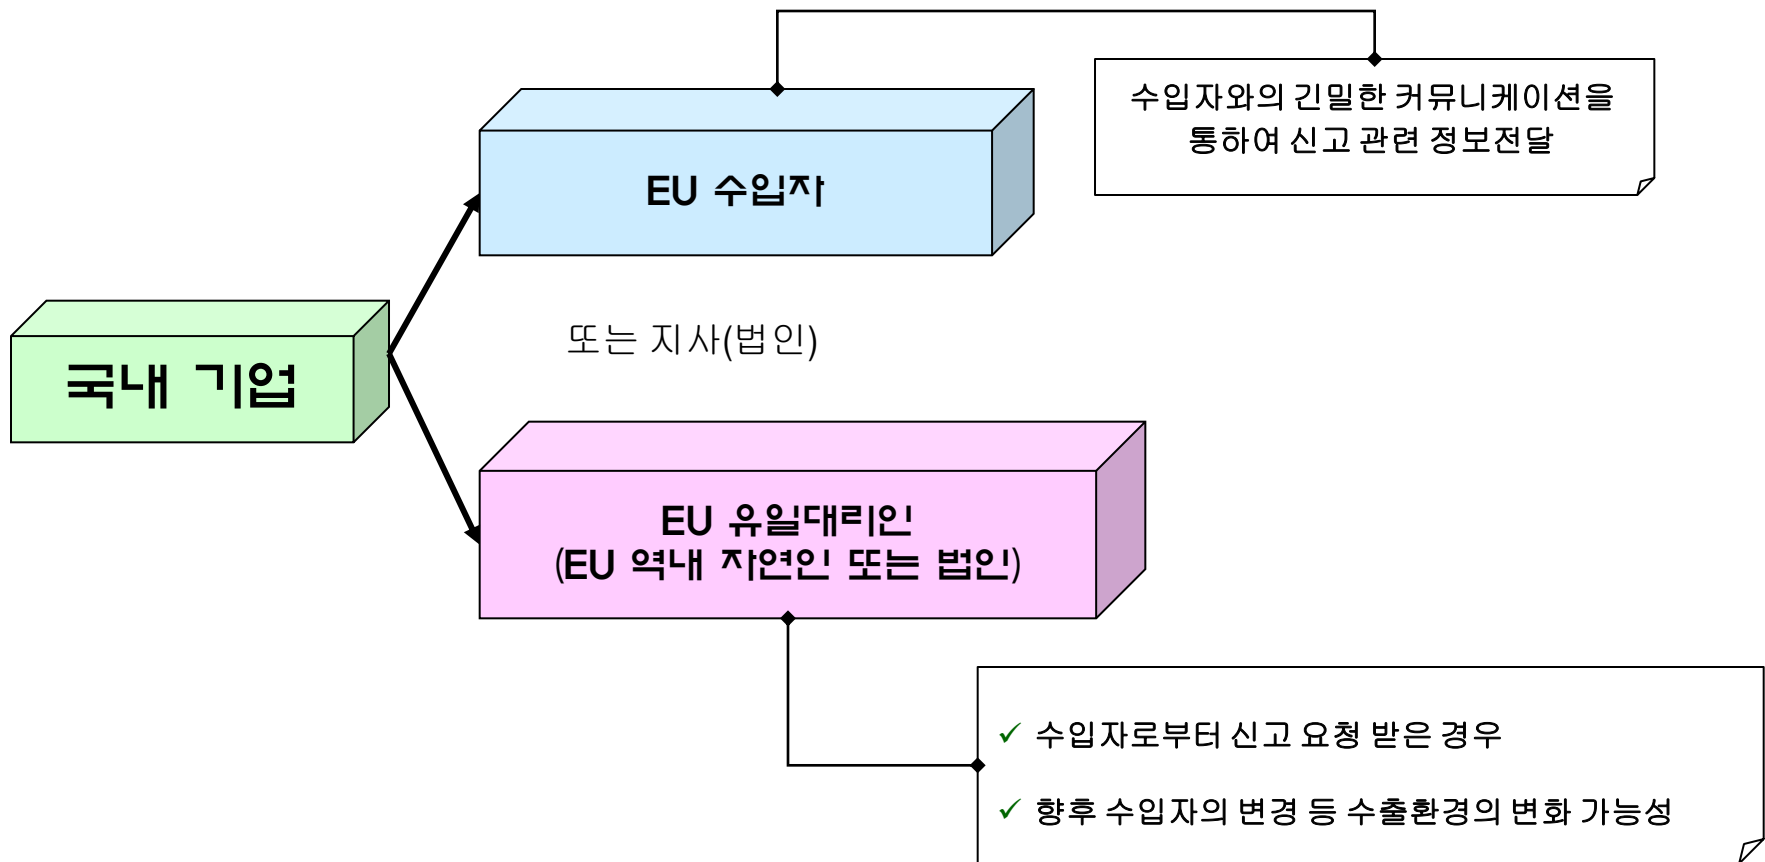 수입자와의 긴밀한 커뮤니케이션을
통하여 신고 관련 정보전달
EU 수입자
또는 지사(법인)
국내 기업
EU 유일대리인
(EU 역내 자연인 또는 법인)
✓ 수입자로부터 신고 요청 받은 경우
✓ 향후 수입자의 변경 등 수출환경의 변화 가능성